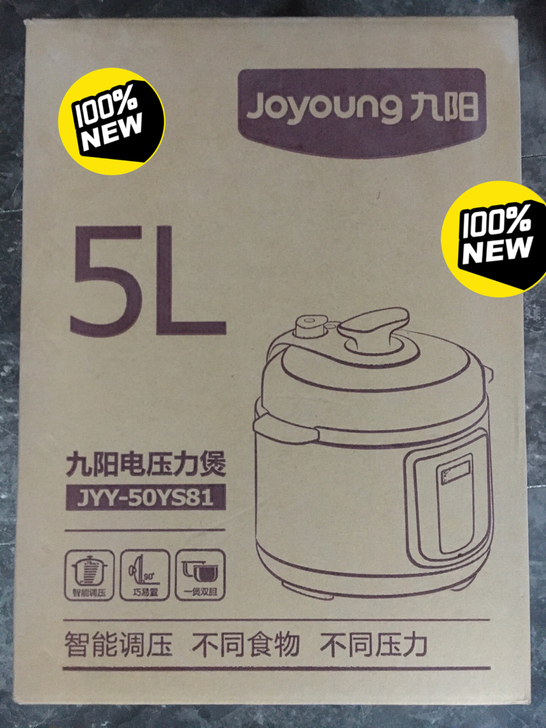 Joyoung 九阳
100%
NEW
100%
NEW
5L
九阳电压力煲
JYY-50YS81
90°
智能调压
巧易盖
一煲双胆
智能调压 不同食物 不同压力